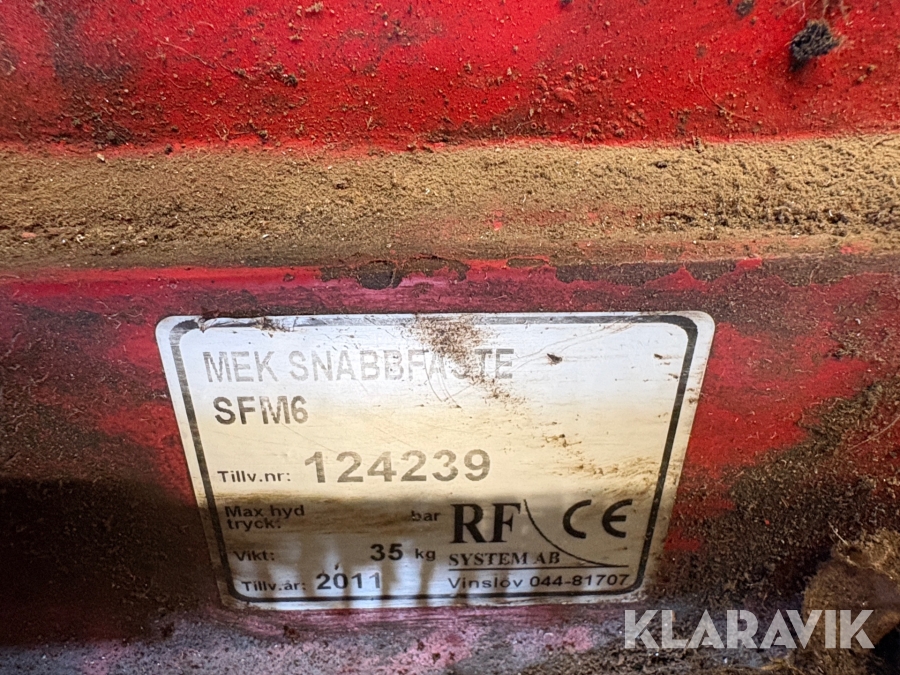 MEK SNABBFÄSTE
SFM6
Tillv.nr: 124239
Max hyd tryck: bar
Vikt: 35 kg
Tillv.år: 2011
RF CE
SYSTEM AB
Vinslöv 044-81707
KLARAVIK